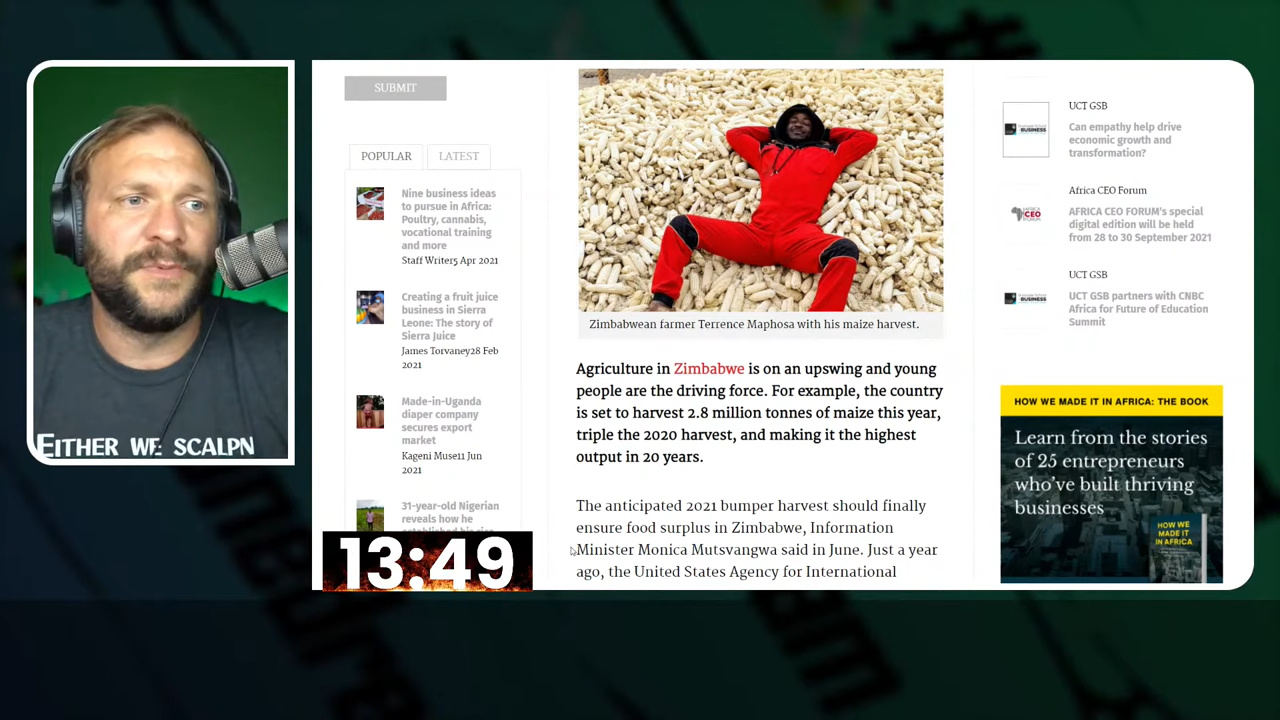 EITHER WE SCALPN
SUBMIT
POPULAR
LATEST
Nine business ideas
to pursue in Africa:
Poultry, cannabis,
vocational training
and more
Staff Writer5 Apr 2021
Creating a fruit juice
business in Sierra
Leone: The story of
Sierra Juice
James Torvaney28 Feb
2021
Made-in-Uganda
diaper company
secures export
market
Kageni Muse11 Jun
2021
31-year-old Nigerian
reveals how he
13:49
Zimbabwean farmer Terrence Maphosa with his maize harvest.
Agriculture in Zimbabwe is on an upswing and young
people are the driving force. For example, the country
is set to harvest 2.8 million tonnes of maize this year,
triple the 2020 harvest, and making it the highest
output in 20 years.
The anticipated 2021 bumper harvest should finally
ensure food surplus in Zimbabwe, Information
Minister Monica Mutsvangwa said in June. Just a year
ago, the United States Agency for International
UCT GSB
Can empathy help drive
economic growth and
transformation?
AFRICA
CEO
FORUM
Africa CEO Forum
AFRICA CEO FORUM's special
digital edition will be held
from 28 to 30 September 2021
UCT GSB
UCT GSB partners with CNBC
Africa for Future of Education
Summit
HOW WE MADE IT IN AFRICA: THE BOOK
Learn from the stories
of 25 entrepreneurs
who've built thriving
businesses
HOW WE
MADE IT
IN AFRICA